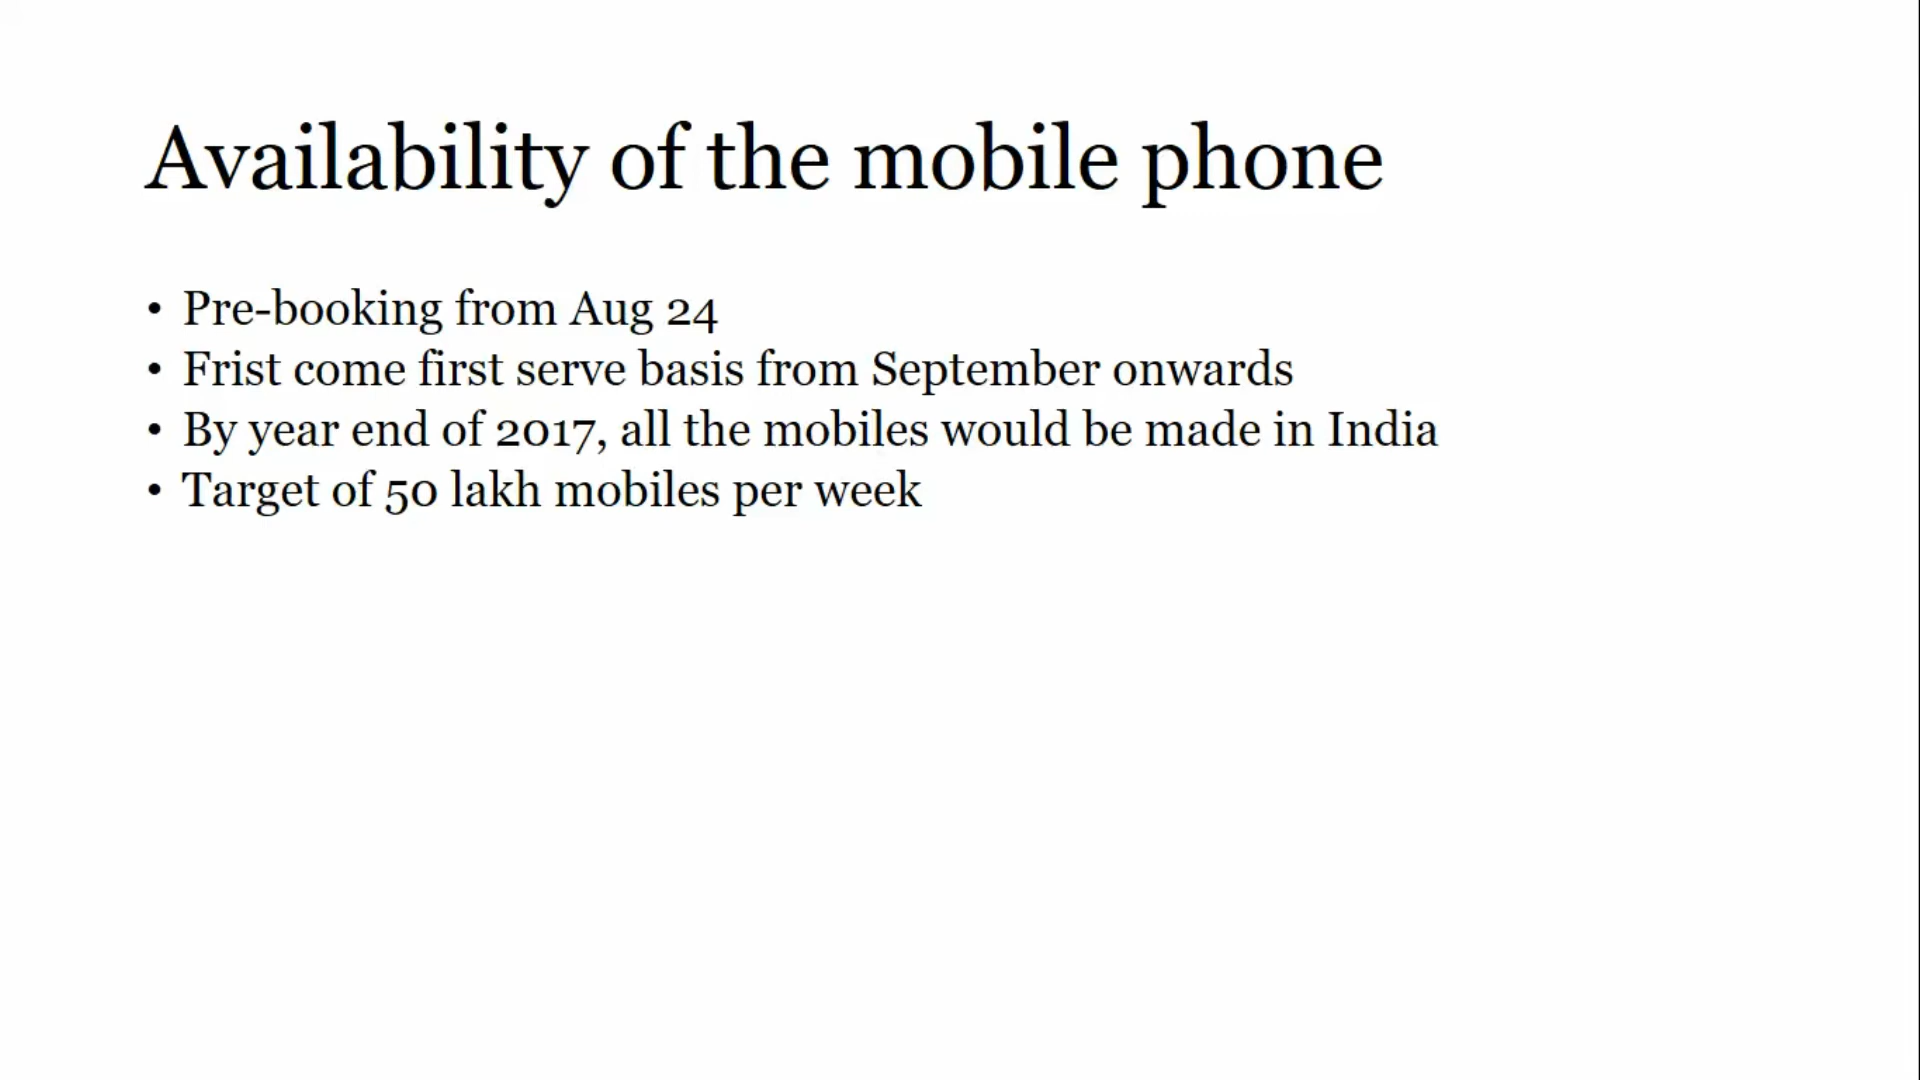 Availability of the mobile phone
• Pre-booking from Aug 24
• Frist come first serve basis from September onwards
• By year end of 2017, all the mobiles would be made in India
• Target of 50 lakh mobiles per week